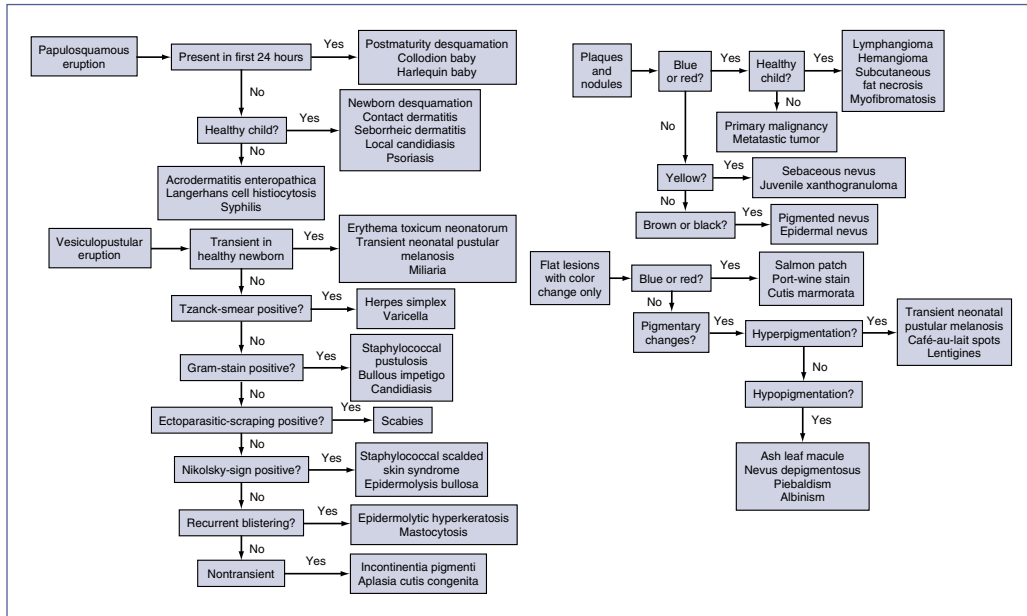 Papulosquamous
eruption
Present in first 24 hours
Yes
Postmaturity desquamation
Collodion baby
Harlequin baby
No
Healthy child?
Yes
Newborn desquamation
Contact dermatitis
Seborrheic dermatitis
Local candidiasis
Psoriasis
No
Acrodermatitis enteropathica
Langerhans cell histiocytosis
Syphilis
Vesiculopustular
eruption
Transient in
healthy newborn
Yes
Erythema toxicum neonatorum
Transient neonatal pustular
melanosis
Miliaria
No
Tzanck-smear positive?
Yes
Herpes simplex
Varicella
No
Gram-stain positive?
Yes
Staphylococcal
pustulosis
Bullous impetigo
Candidiasis
No
Ectoparasitic-scraping positive?
Yes
Scabies
No
Nikolsky-sign positive?
Yes
Staphylococcal scalded
skin syndrome
Epidermolysis bullosa
No
Recurrent blistering?
Yes
Epidermolytic hyperkeratosis
Mastocytosis
No
Nontransient
Yes
Incontinentia pigmenti
Aplasia cutis congenita
Plaques
and
nodules
Blue
or red?
Yes
Healthy
child?
Yes
Lymphangioma
Hemangioma
Subcutaneous
fat necrosis
Myofibromatosis
No
Primary malignancy
Metatastic tumor
No
Yellow?
Yes
Sebaceous nevus
Juvenile xanthogranuloma
No
Brown or black?
Yes
Pigmented nevus
Epidermal nevus
Flat lesions
with color
change only
Blue or red?
Yes
Salmon patch
Port-wine stain
Cutis marmorata
No
Pigmentary
changes?
Yes
Hyperpigmentation?
Yes
Transient neonatal
pustular melanosis
Café-au-lait spots
Lentigines
No
Hypopigmentation?
Yes
Ash leaf macule
Nevus depigmentosus
Piebaldism
Albinism